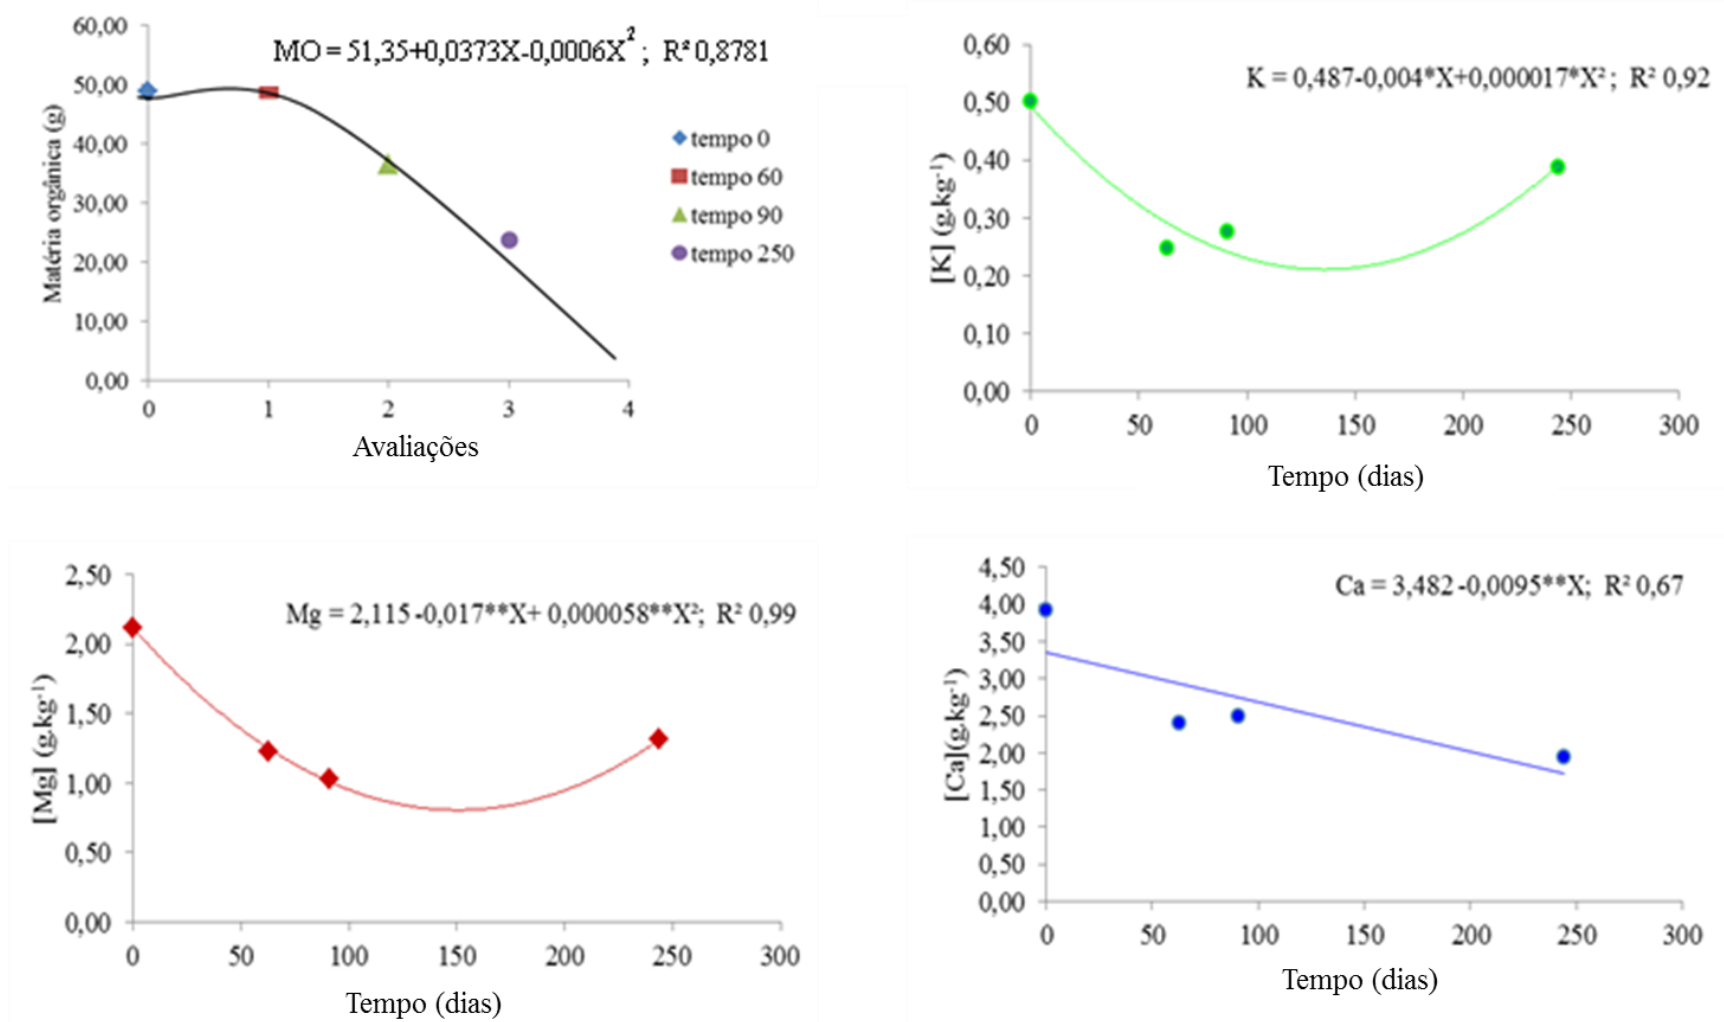 MO = 51,35+0,0373X-0,0006X²; R² 0,8781
Matéria orgânica (g)
60,00
50,00
40,00
30,00
20,00
10,00
0,00
0 1 2 3 4
Avaliações
tempo 0
tempo 60
tempo 90
tempo 250
K = 0,487-0,004*X+0,000017*X²; R² 0,92
[K] (g.kg⁻¹)
0,60
0,50
0,40
0,30
0,20
0,10
0,00
0 50 100 150 200 250 300
Tempo (dias)
Mg = 2,115 -0,017**X+ 0,000058**X²; R² 0,99
[Mg] (g.kg⁻¹)
2,50
2,00
1,50
1,00
0,50
0,00
0 50 100 150 200 250 300
Tempo (dias)
Ca = 3,482 -0,0095**X; R² 0,67
[Ca](g.kg⁻¹)
4,50
4,00
3,50
3,00
2,50
2,00
1,50
1,00
0,50
0,00
0 50 100 150 200 250 300
Tempo (dias)